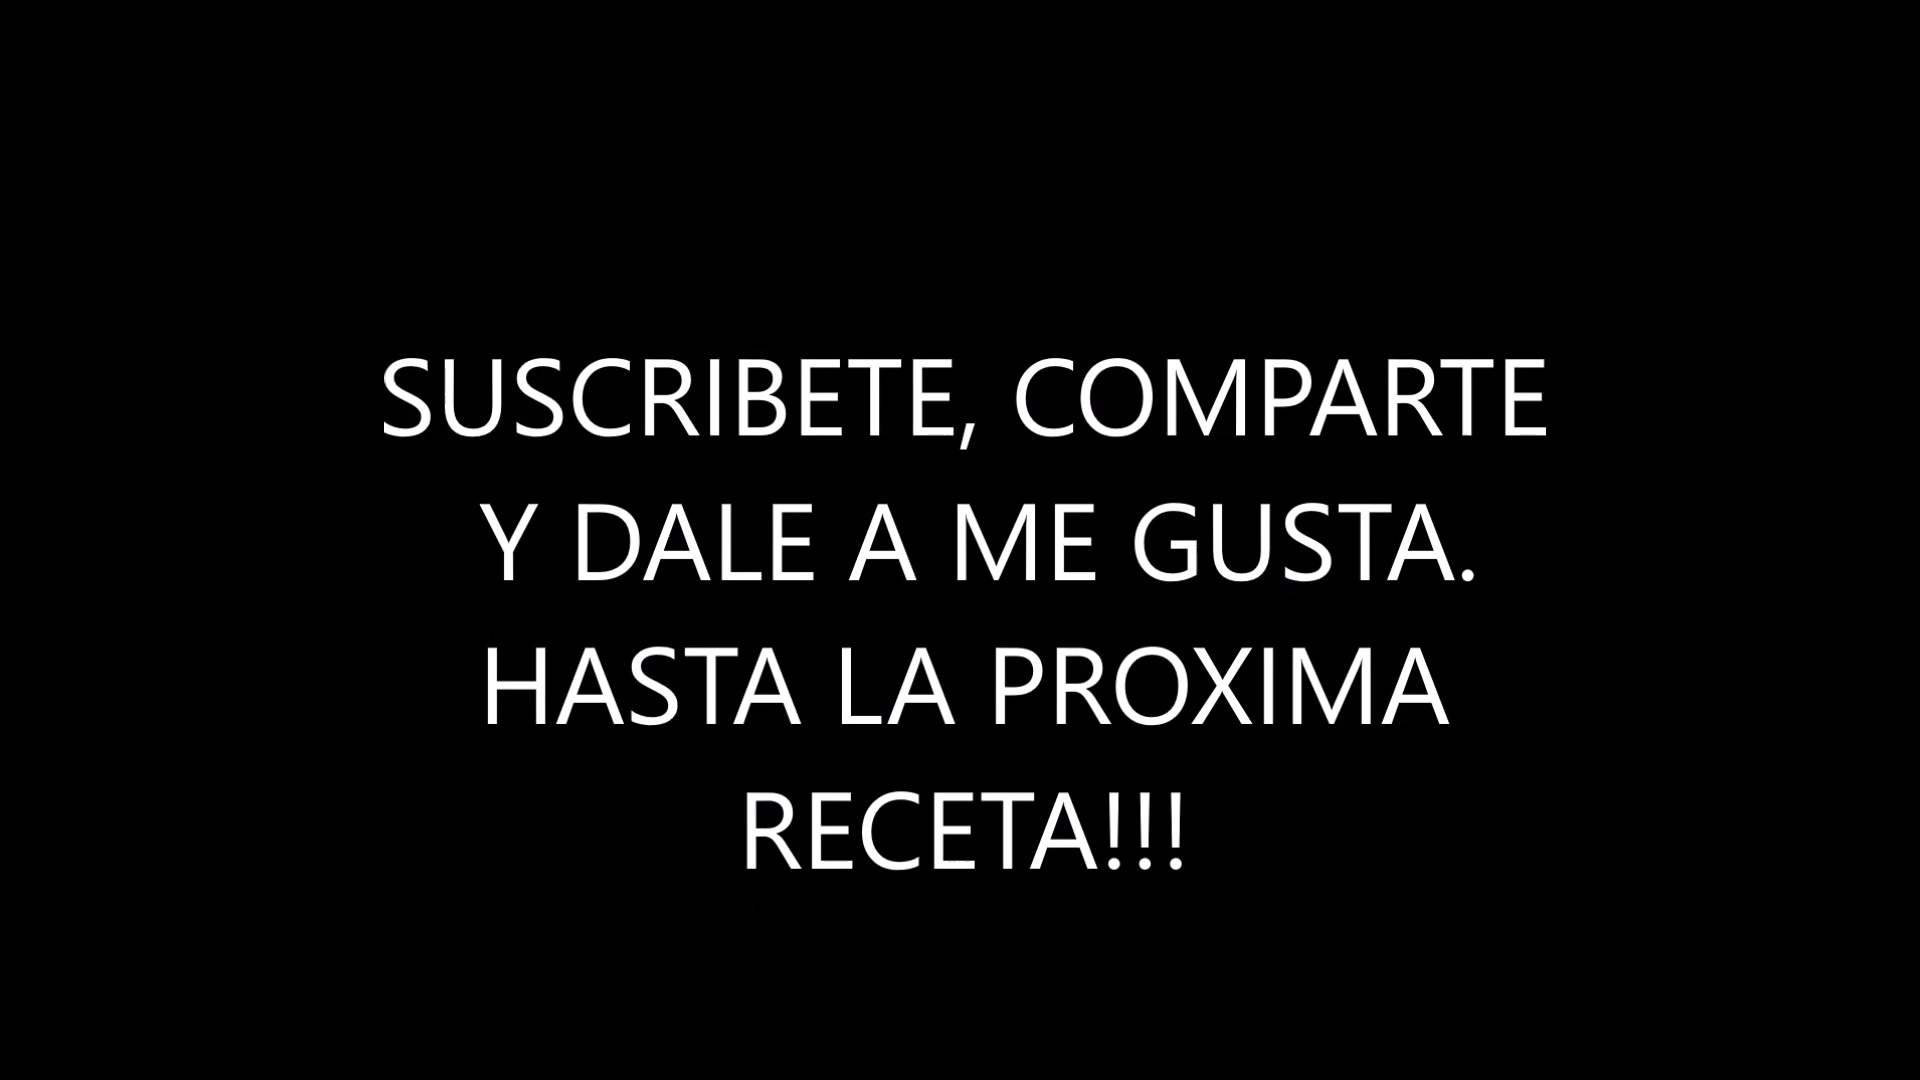 SUSCRIBETE, COMPARTE
Y DALE A ME GUSTA.
HASTA LA PROXIMA
RECETA!!!